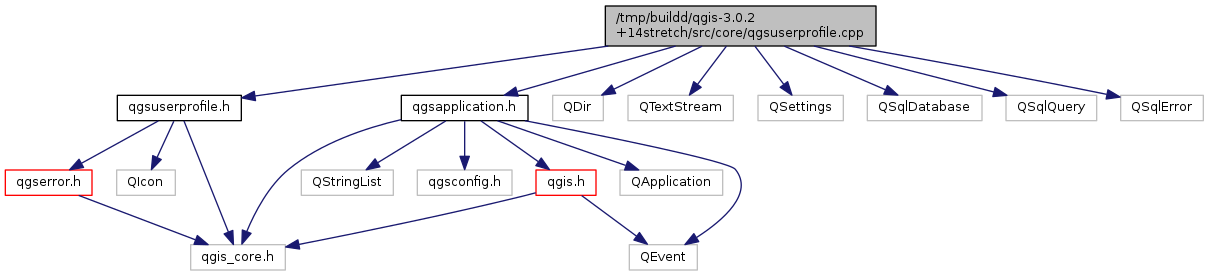 /tmp/buildd/qgis-3.0.2
+14stretch/src/core/qgsuserprofile.cpp
qgsuserprofile.h
qgsapplication.h
QDir
QTextStream
QSettings
QSqlDatabase
QSqlQuery
QSqlError
qgserror.h
QIcon
QStringList
qgsconfig.h
qgis.h
QApplication
qgis_core.h
QEvent